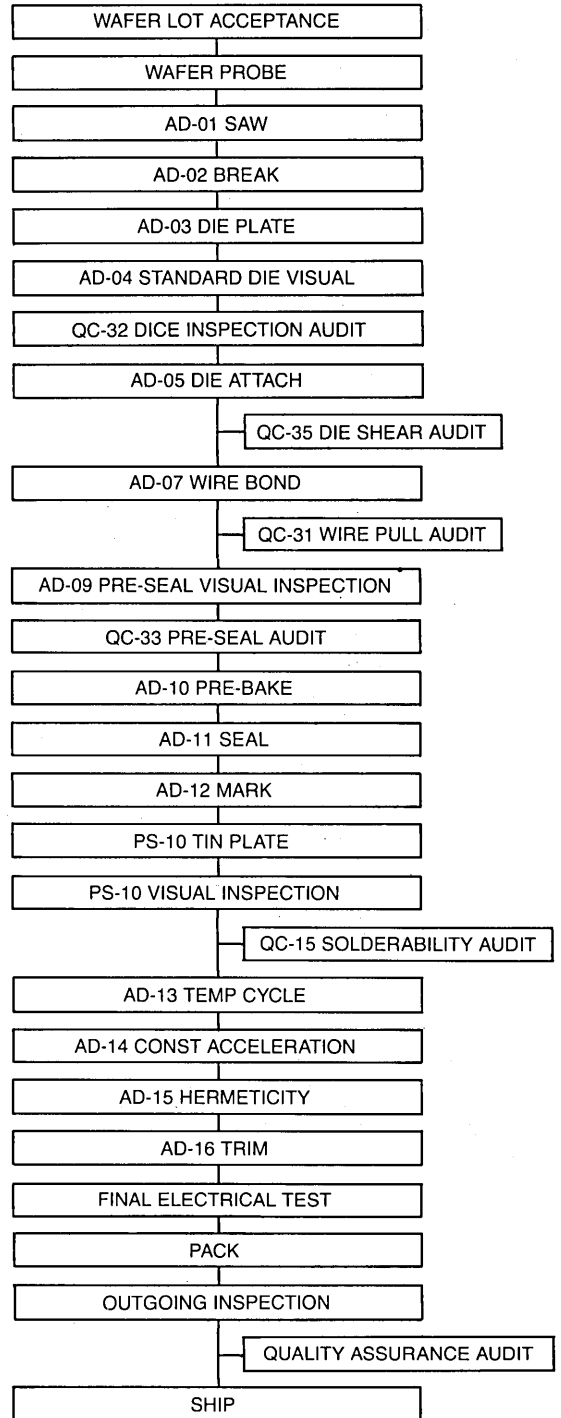 WAFER LOT ACCEPTANCE
WAFER PROBE
AD-01 SAW
AD-02 BREAK
AD-03 DIE PLATE
AD-04 STANDARD DIE VISUAL
QC-32 DICE INSPECTION AUDIT
AD-05 DIE ATTACH
QC-35 DIE SHEAR AUDIT
AD-07 WIRE BOND
QC-31 WIRE PULL AUDIT
AD-09 PRE-SEAL VISUAL INSPECTION
QC-33 PRE-SEAL AUDIT
AD-10 PRE-BAKE
AD-11 SEAL
AD-12 MARK
PS-10 TIN PLATE
PS-10 VISUAL INSPECTION
QC-15 SOLDERABILITY AUDIT
AD-13 TEMP CYCLE
AD-14 CONST ACCELERATION
AD-15 HERMETICITY
AD-16 TRIM
FINAL ELECTRICAL TEST
PACK
OUTGOING INSPECTION
QUALITY ASSURANCE AUDIT
SHIP